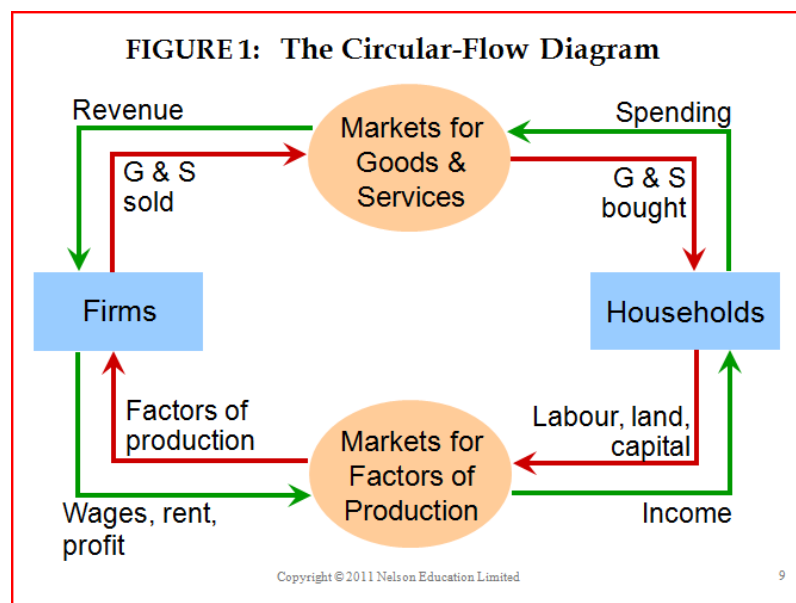 FIGURE 1: The Circular-Flow Diagram
Revenue
Spending
Markets for
Goods &
Services
G & S
sold
G & S
bought
Firms
Households
Factors of
production
Labour, land,
capital
Markets for
Factors of
Production
Wages, rent,
profit
Income
Copyright © 2011 Nelson Education Limited
9